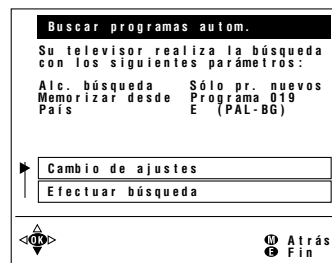 Buscar programas autom.
Su televisor realiza la búsqueda
con los siguientes parámetros:
Alc. búsqueda Sólo pr. nuevos
Memorizar desde Programa 019
País E (PAL-BG)
Cambio de ajustes
Efectuar búsqueda
OK
M Atrás
E Fin